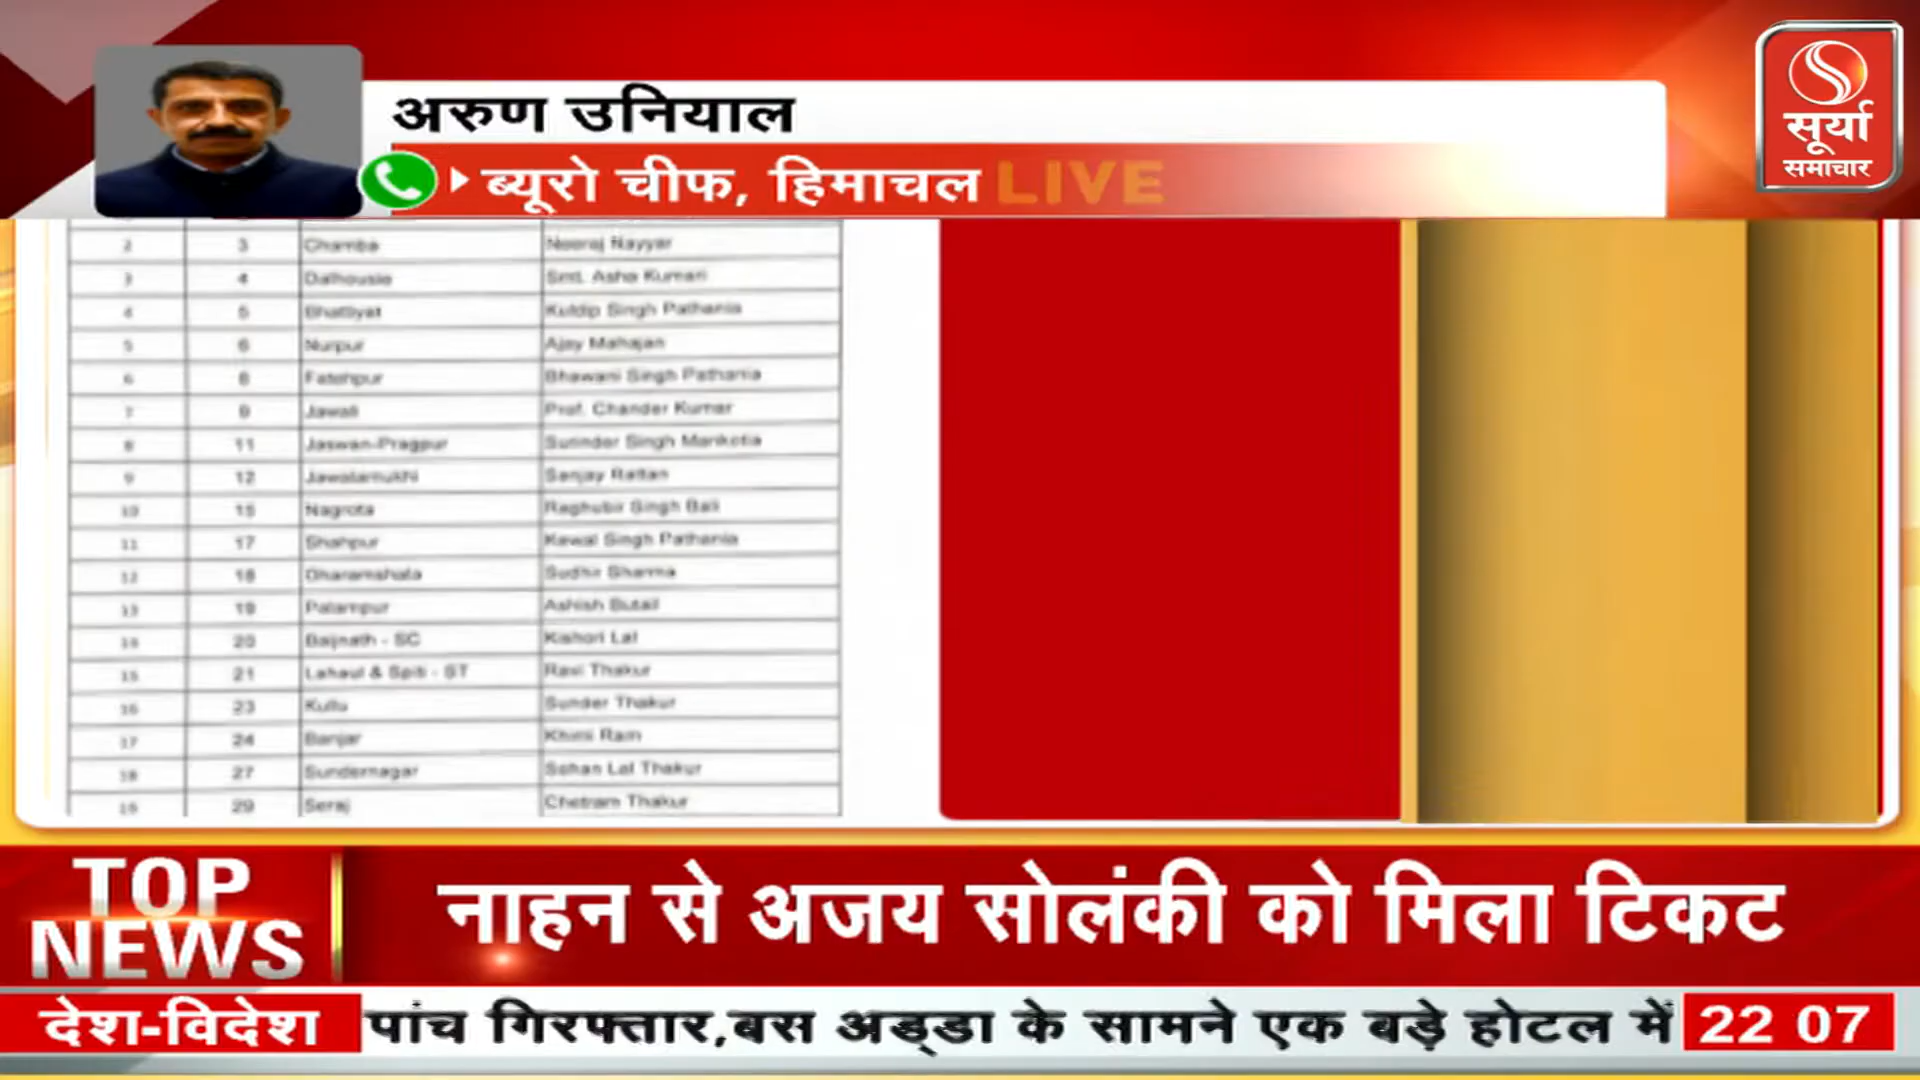 अरुण उनियाल
ब्यूरो चीफ, हिमाचल LIVE
सूर्या
समाचार
2 3 Chamba Neeraj Nayyar
3 4 Dalhousie Smt. Asha Kumari
4 5 Bhattiyat Kuldip Singh Pathania
5 6 Nurpur Ajay Mahajan
6 8 Fatehpur Bhawani Singh Pathania
7 9 Jawali Prof. Chander Kumar
8 11 Jaswan-Pragpur Surinder Singh Mankotia
9 12 Jawalamukhi Sanjay Rattan
10 15 Nagrota Raghubir Singh Bali
11 17 Shahpur Kewal Singh Pathania
12 18 Dharamshala Sudhir Sharma
13 19 Palampur Ashish Butail
14 20 Baijnath - SC Kishori Lal
15 21 Lahaul & Spiti - ST Ravi Thakur
16 23 Kullu Sunder Thakur
17 24 Banjar Khimi Ram
18 27 Sundernagar Sohan Lal Thakur
19 29 Seraj Chetram Thakur
TOP
NEWS
नाहन से अजय सोलंकी को मिला टिकट
देश-विदेश पांच गिरफ्तार,बस अड्डा के सामने एक बड़े होटल में 22 07